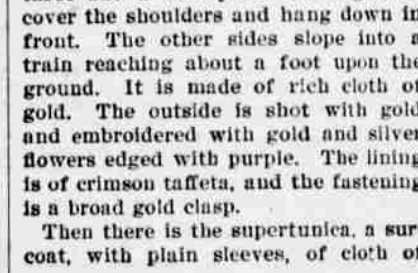 cover the shoulders and hang down in
front. The other sides slope into a
train reaching about a foot upon the
ground. It is made of rich cloth of
gold. The outside is shot with gold
and embroidered with gold and silver
flowers edged with purple. The lining
is of crimson taffeta, and the fastening
is a broad gold clasp.
Then there is the supertunica, a sur
coat, with plain sleeves, of cloth of